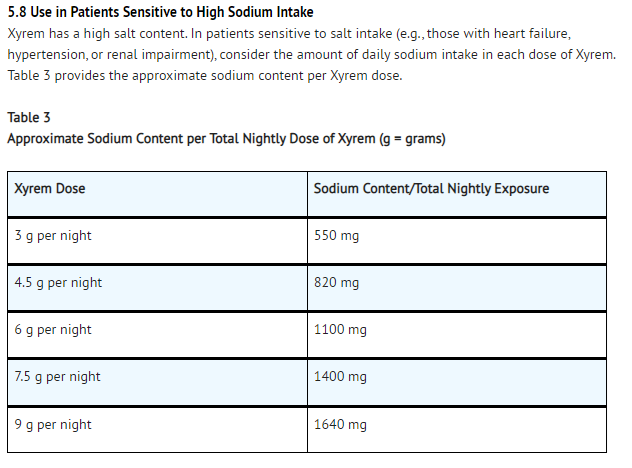 5.8 Use in Patients Sensitive to High Sodium Intake
Xyrem has a high salt content. In patients sensitive to salt intake (e.g., those with heart failure,
hypertension, or renal impairment), consider the amount of daily sodium intake in each dose of Xyrem.
Table 3 provides the approximate sodium content per Xyrem dose.
Table 3
Approximate Sodium Content per Total Nightly Dose of Xyrem (g = grams)
Xyrem Dose Sodium Content/Total Nightly Exposure
3 g per night 550 mg
4.5 g per night 820 mg
6 g per night 1100 mg
7.5 g per night 1400 mg
9 g per night 1640 mg